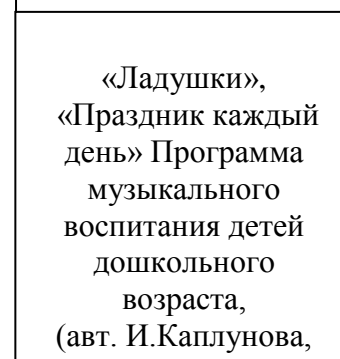 «Ладушки»,
«Праздник каждый
день» Программа
музыкального
воспитания детей
дошкольного
возраста,
(авт. И.Каплунова,